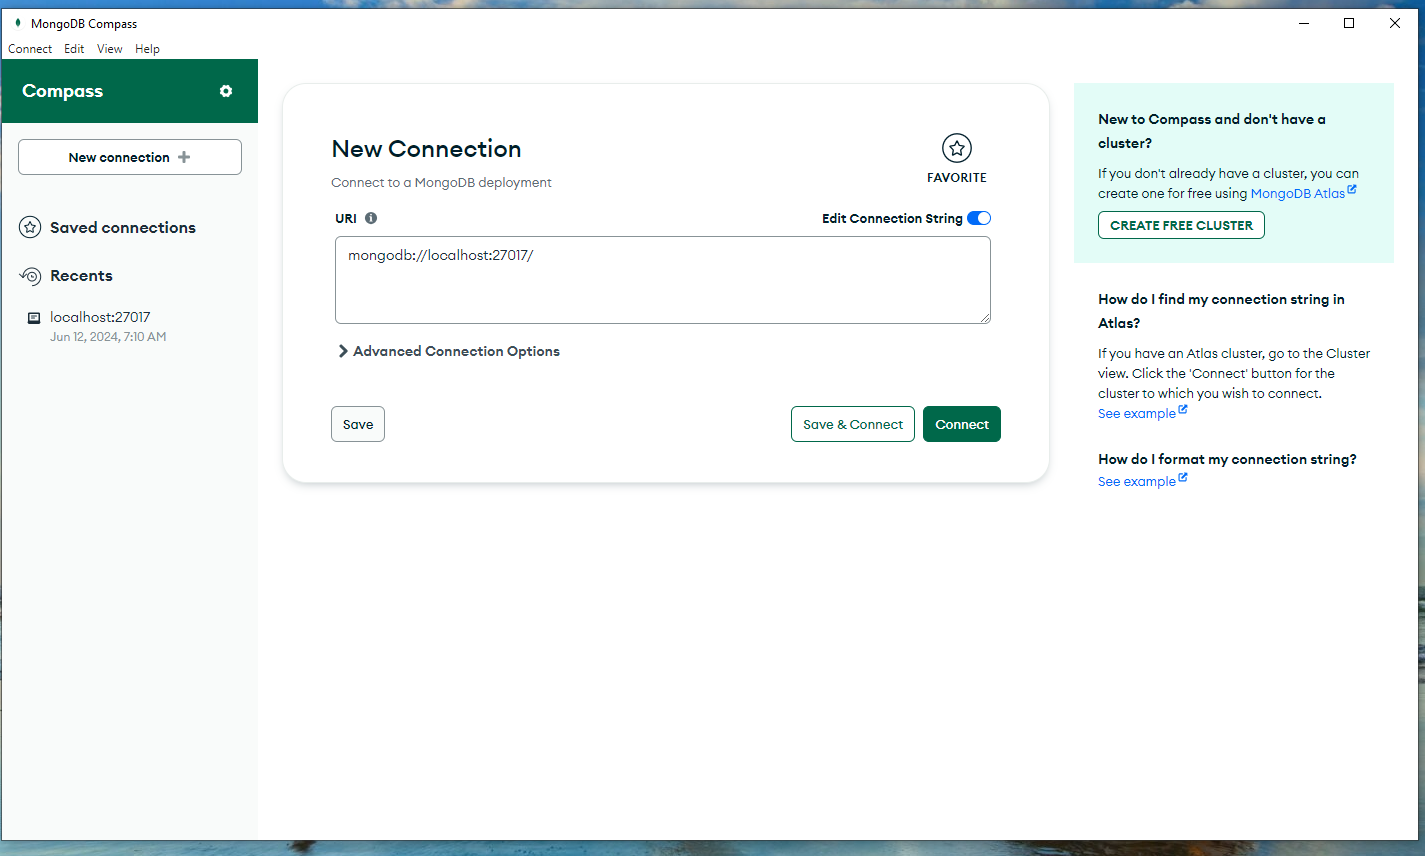 MongoDB Compass
Connect Edit View Help
Compass
New connection
Saved connections
Recents
localhost:27017
Jun 12, 2024, 7:10 AM
New Connection
Connect to a MongoDB deployment
FAVORITE
URI
Edit Connection String
mongodb://localhost:27017/
Advanced Connection Options
Save
Save & Connect
Connect
New to Compass and don't have a
cluster?
If you don't already have a cluster, you can
create one for free using MongoDB Atlas
CREATE FREE CLUSTER
How do I find my connection string in
Atlas?
If you have an Atlas cluster, go to the Cluster
view. Click the 'Connect' button for the
cluster to which you wish to connect.
See example
How do I format my connection string?
See example